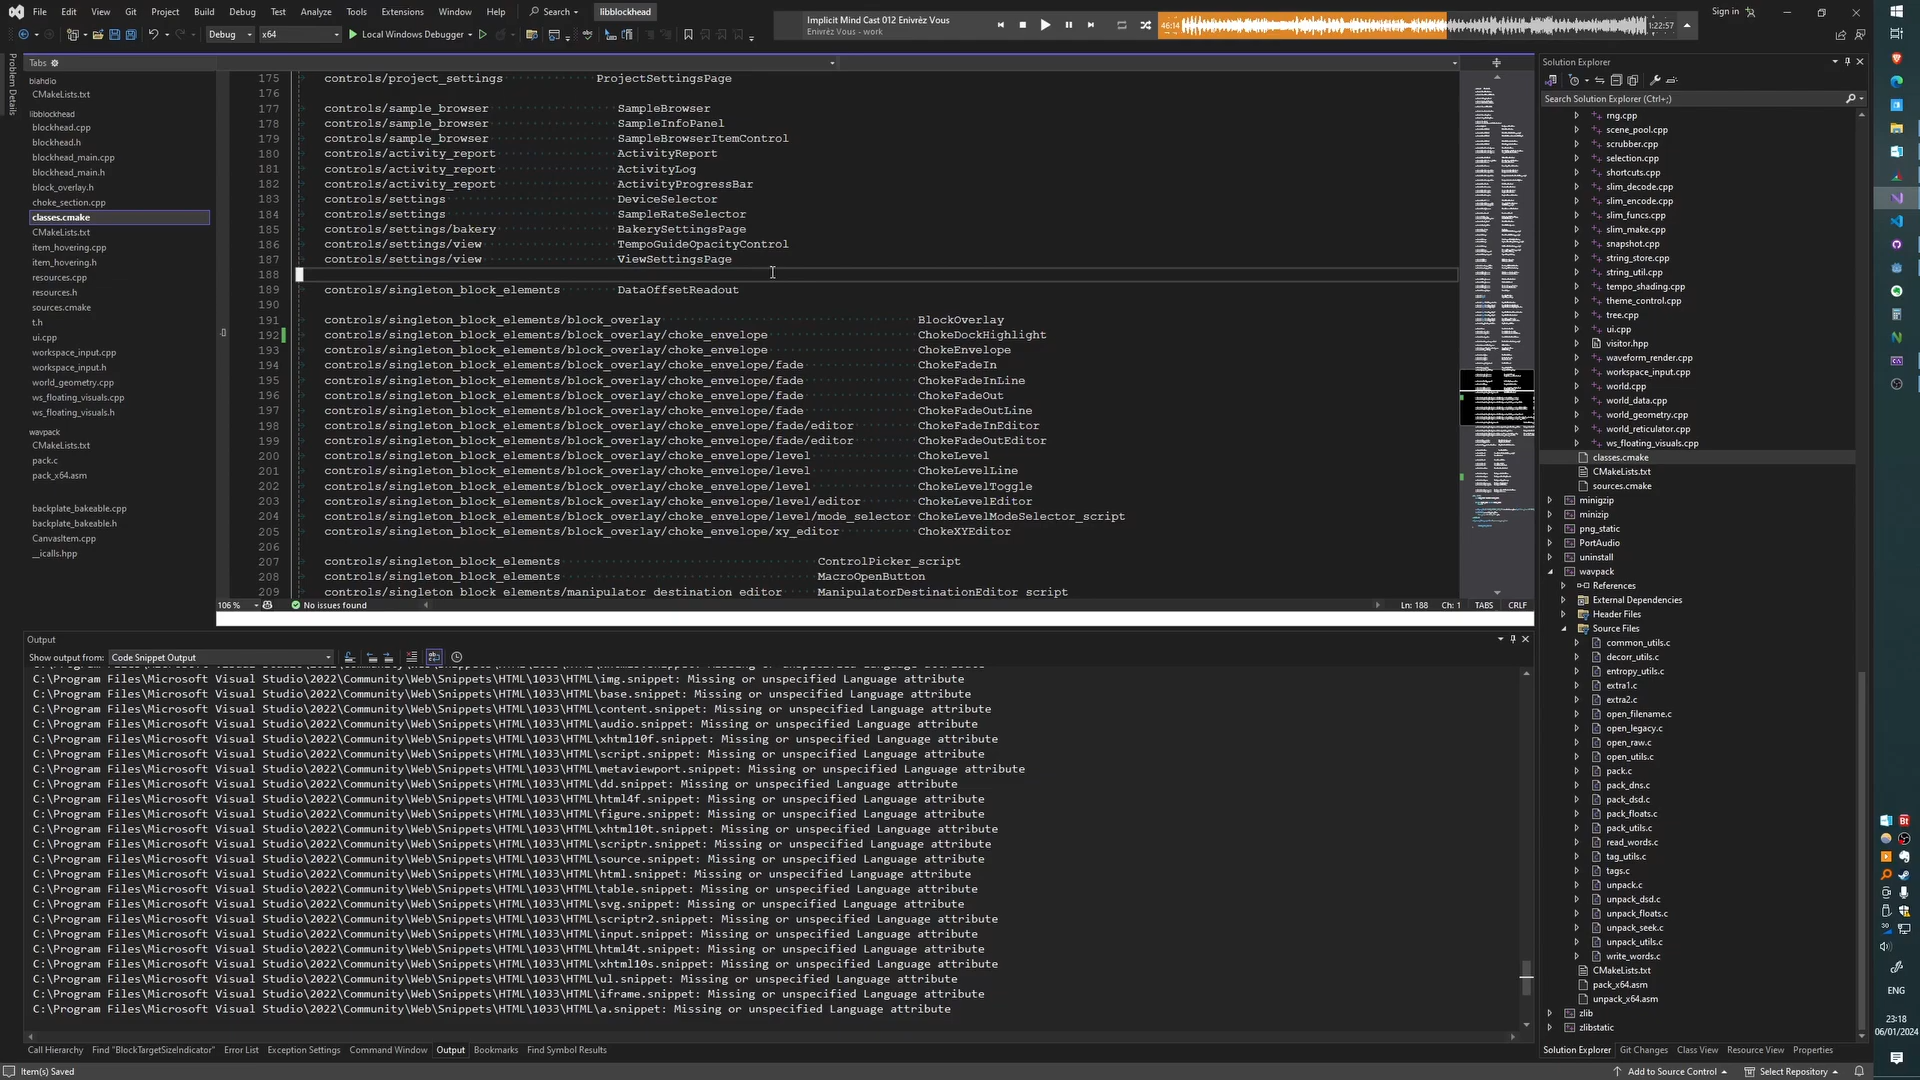 File Edit View Project Build Debug Test Analyze Tools Extensions Window Help Search libblockhead
Implicit Mind Cast 012 Enivrèz Vous
Enivrèz Vous - work
46:14
1:22:57
Sign in
Debug x64 Local Windows Debugger
Problem Details
Tabs
blahdio
CMakeLists.txt
libblockhead
blockhead.cpp
blockhead.h
blockhead_main.cpp
blockhead_main.h
block_overlay.h
choke_section.cpp
classes.cmake
CMakeLists.txt
item_hovering.cpp
item_hovering.h
resources.cpp
resources.h
sources.cmake
t.h
ui.cpp
workspace_input.cpp
workspace_input.h
world_geometry.cpp
ws_floating_visuals.cpp
ws_floating_visuals.h
wavpack
CMakeLists.txt
pack.c
pack_x64.asm
backplate_bakeable.cpp
backplate_bakeable.h
CanvasItem.cpp
__icalls.hpp
175 controls/project_settings ProjectSettingsPage
176
177 controls/sample_browser SampleBrowser
178 controls/sample_browser SampleInfoPanel
179 controls/sample_browser SampleBrowserItemControl
180 controls/activity_report ActivityReport
181 controls/activity_report ActivityLog
182 controls/activity_report ActivityProgressBar
183 controls/settings DeviceSelector
184 controls/settings SampleRateSelector
185 controls/settings/bakery BakerySettingsPage
186 controls/settings/view TempoGuideOpacityControl
187 controls/settings/view ViewSettingsPage
188
189 controls/singleton_block_elements DataOffsetReadout
190
191 controls/singleton_block_elements/block_overlay BlockOverlay
192 controls/singleton_block_elements/block_overlay/choke_envelope ChokeDockHighlight
193 controls/singleton_block_elements/block_overlay/choke_envelope ChokeEnvelope
194 controls/singleton_block_elements/block_overlay/choke_envelope/fade ChokeFadeIn
195 controls/singleton_block_elements/block_overlay/choke_envelope/fade ChokeFadeInLine
196 controls/singleton_block_elements/block_overlay/choke_envelope/fade ChokeFadeOut
197 controls/singleton_block_elements/block_overlay/choke_envelope/fade ChokeFadeOutLine
198 controls/singleton_block_elements/block_overlay/choke_envelope/fade/editor ChokeFadeInEditor
199 controls/singleton_block_elements/block_overlay/choke_envelope/fade/editor ChokeFadeOutEditor
200 controls/singleton_block_elements/block_overlay/choke_envelope/level ChokeLevel
201 controls/singleton_block_elements/block_overlay/choke_envelope/level ChokeLevelLine
202 controls/singleton_block_elements/block_overlay/choke_envelope/level ChokeLevelToggle
203 controls/singleton_block_elements/block_overlay/choke_envelope/level/editor ChokeLevelEditor
204 controls/singleton_block_elements/block_overlay/choke_envelope/level/mode_selector ChokeLevelModeSelector_script
205 controls/singleton_block_elements/block_overlay/choke_envelope/xy_editor ChokeXYEditor
206
207 controls/singleton_block_elements ControlPicker_script
208 controls/singleton_block_elements MacroOpenButton
209 controls/singleton_block_elements/manipulator_destination_editor ManipulatorDestinationEditor_script
106 % No issues found Ln: 188 Ch: 1 TABS CRLF
Output
Show output from: Code Snippet Output
C:\Program Files\Microsoft Visual Studio\2022\Community\Web\Snippets\HTML\1033\HTML\img.snippet: Missing or unspecified Language attribute
C:\Program Files\Microsoft Visual Studio\2022\Community\Web\Snippets\HTML\1033\HTML\base.snippet: Missing or unspecified Language attribute
C:\Program Files\Microsoft Visual Studio\2022\Community\Web\Snippets\HTML\1033\HTML\content.snippet: Missing or unspecified Language attribute
C:\Program Files\Microsoft Visual Studio\2022\Community\Web\Snippets\HTML\1033\HTML\audio.snippet: Missing or unspecified Language attribute
C:\Program Files\Microsoft Visual Studio\2022\Community\Web\Snippets\HTML\1033\HTML\xhtml10f.snippet: Missing or unspecified Language attribute
C:\Program Files\Microsoft Visual Studio\2022\Community\Web\Snippets\HTML\1033\HTML\script.snippet: Missing or unspecified Language attribute
C:\Program Files\Microsoft Visual Studio\2022\Community\Web\Snippets\HTML\1033\HTML\metaviewport.snippet: Missing or unspecified Language attribute
C:\Program Files\Microsoft Visual Studio\2022\Community\Web\Snippets\HTML\1033\HTML\dd.snippet: Missing or unspecified Language attribute
C:\Program Files\Microsoft Visual Studio\2022\Community\Web\Snippets\HTML\1033\HTML\html4f.snippet: Missing or unspecified Language attribute
C:\Program Files\Microsoft Visual Studio\2022\Community\Web\Snippets\HTML\1033\HTML\figure.snippet: Missing or unspecified Language attribute
C:\Program Files\Microsoft Visual Studio\2022\Community\Web\Snippets\HTML\1033\HTML\xhtml10t.snippet: Missing or unspecified Language attribute
C:\Program Files\Microsoft Visual Studio\2022\Community\Web\Snippets\HTML\1033\HTML\scriptr.snippet: Missing or unspecified Language attribute
C:\Program Files\Microsoft Visual Studio\2022\Community\Web\Snippets\HTML\1033\HTML\source.snippet: Missing or unspecified Language attribute
C:\Program Files\Microsoft Visual Studio\2022\Community\Web\Snippets\HTML\1033\HTML\html.snippet: Missing or unspecified Language attribute
C:\Program Files\Microsoft Visual Studio\2022\Community\Web\Snippets\HTML\1033\HTML\table.snippet: Missing or unspecified Language attribute
C:\Program Files\Microsoft Visual Studio\2022\Community\Web\Snippets\HTML\1033\HTML\svg.snippet: Missing or unspecified Language attribute
C:\Program Files\Microsoft Visual Studio\2022\Community\Web\Snippets\HTML\1033\HTML\scriptr2.snippet: Missing or unspecified Language attribute
C:\Program Files\Microsoft Visual Studio\2022\Community\Web\Snippets\HTML\1033\HTML\input.snippet: Missing or unspecified Language attribute
C:\Program Files\Microsoft Visual Studio\2022\Community\Web\Snippets\HTML\1033\HTML\html4t.snippet: Missing or unspecified Language attribute
C:\Program Files\Microsoft Visual Studio\2022\Community\Web\Snippets\HTML\1033\HTML\xhtml10s.snippet: Missing or unspecified Language attribute
C:\Program Files\Microsoft Visual Studio\2022\Community\Web\Snippets\HTML\1033\HTML\ul.snippet: Missing or unspecified Language attribute
C:\Program Files\Microsoft Visual Studio\2022\Community\Web\Snippets\HTML\1033\HTML\iframe.snippet: Missing or unspecified Language attribute
C:\Program Files\Microsoft Visual Studio\2022\Community\Web\Snippets\HTML\1033\HTML\a.snippet: Missing or unspecified Language attribute
Call Hierarchy Find "BlockTargetSizeIndicator" Error List Exception Settings Command Window Output Bookmarks Find Symbol Results
Item(s) Saved
Solution Explorer
Search Solution Explorer (Ctrl+;)
rng.cpp
scene_pool.cpp
scrubber.cpp
selection.cpp
shortcuts.cpp
slim_decode.cpp
slim_encode.cpp
slim_funcs.cpp
slim_make.cpp
snapshot.cpp
string_store.cpp
string_util.cpp
tempo_shading.cpp
theme_control.cpp
tree.cpp
ui.cpp
visitor.hpp
waveform_render.cpp
workspace_input.cpp
world.cpp
world_data.cpp
world_geometry.cpp
world_reticulator.cpp
ws_floating_visuals.cpp
classes.cmake
CMakeLists.txt
sources.cmake
minigzip
minizip
png_static
PortAudio
uninstall
wavpack
References
External Dependencies
Header Files
Source Files
common_utils.c
decorr_utils.c
entropy_utils.c
extra1.c
extra2.c
open_filename.c
open_legacy.c
open_raw.c
open_utils.c
pack.c
pack_dns.c
pack_dsd.c
pack_floats.c
pack_utils.c
read_words.c
tag_utils.c
tags.c
unpack.c
unpack_dsd.c
unpack_floats.c
unpack_seek.c
unpack_utils.c
write_words.c
CMakeLists.txt
pack_x64.asm
unpack_x64.asm
zlib
zlibstatic
Solution Explorer Git Changes Class View Resource View Properties
Add to Source Control Select Repository
30
ENG
23:18
06/01/2024